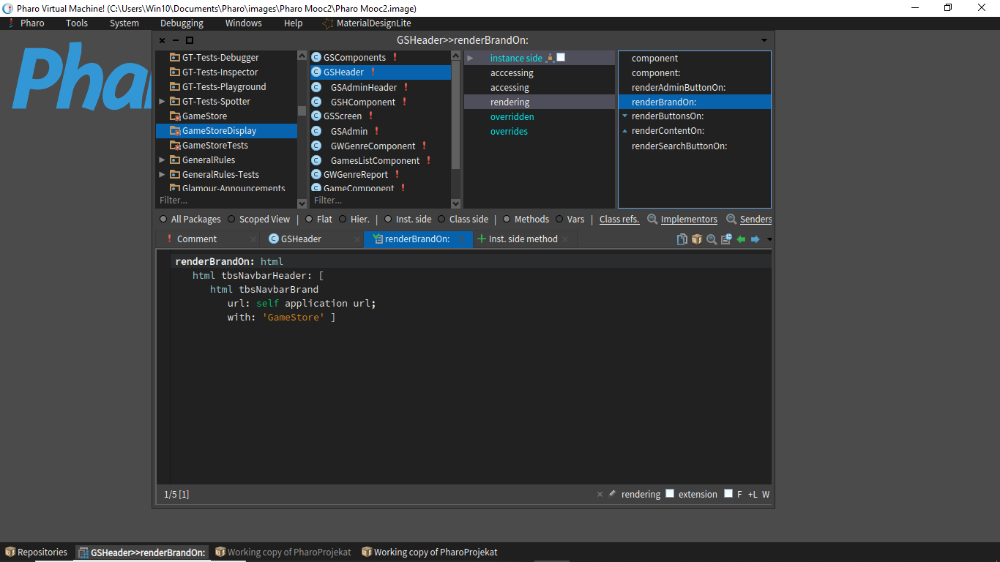 Pharo Virtual Machine! (C:\Users\Win10\Documents\Pharo\images\Pharo Mooc2\Pharo Mooc2.image)
Pharo Tools System Debugging Windows Help MaterialDesignLite
Phar
GSHeader>>renderBrandOn:
GT-Tests-Debugger
GT-Tests-Inspector
GT-Tests-Playground
GT-Tests-Spotter
GameStore
GameStoreDisplay
GameStoreTests
GeneralRules
GeneralRules-Tests
Glamour-Announcements
Filter...
GSComponents
GSHeader
GSAdminHeader
GSHComponent
GSScreen
GSAdmin
GWGenreComponent
GamesListComponent
GWGenreReport
GameComponent
Filter...
instance side
acccessing
accessing
rendering
overridden
overrides
component
component:
renderAdminButtonOn:
renderBrandOn:
renderButtonsOn:
renderContentOn:
renderSearchButtonOn:
All Packages Scoped View | Flat Hier. | Inst. side Class side | Methods Vars Class refs. Implementors Senders
Comment GSHeader renderBrandOn: Inst. side method
renderBrandOn: html
html tbsNavbarHeader: [
html tbsNavbarBrand
url: self application url;
with: 'GameStore' ]
1/5 [1] rendering extension F +L W
Repositories GSHeader>>renderBrandOn: Working copy of PharoProjekat Working copy of PharoProjekat